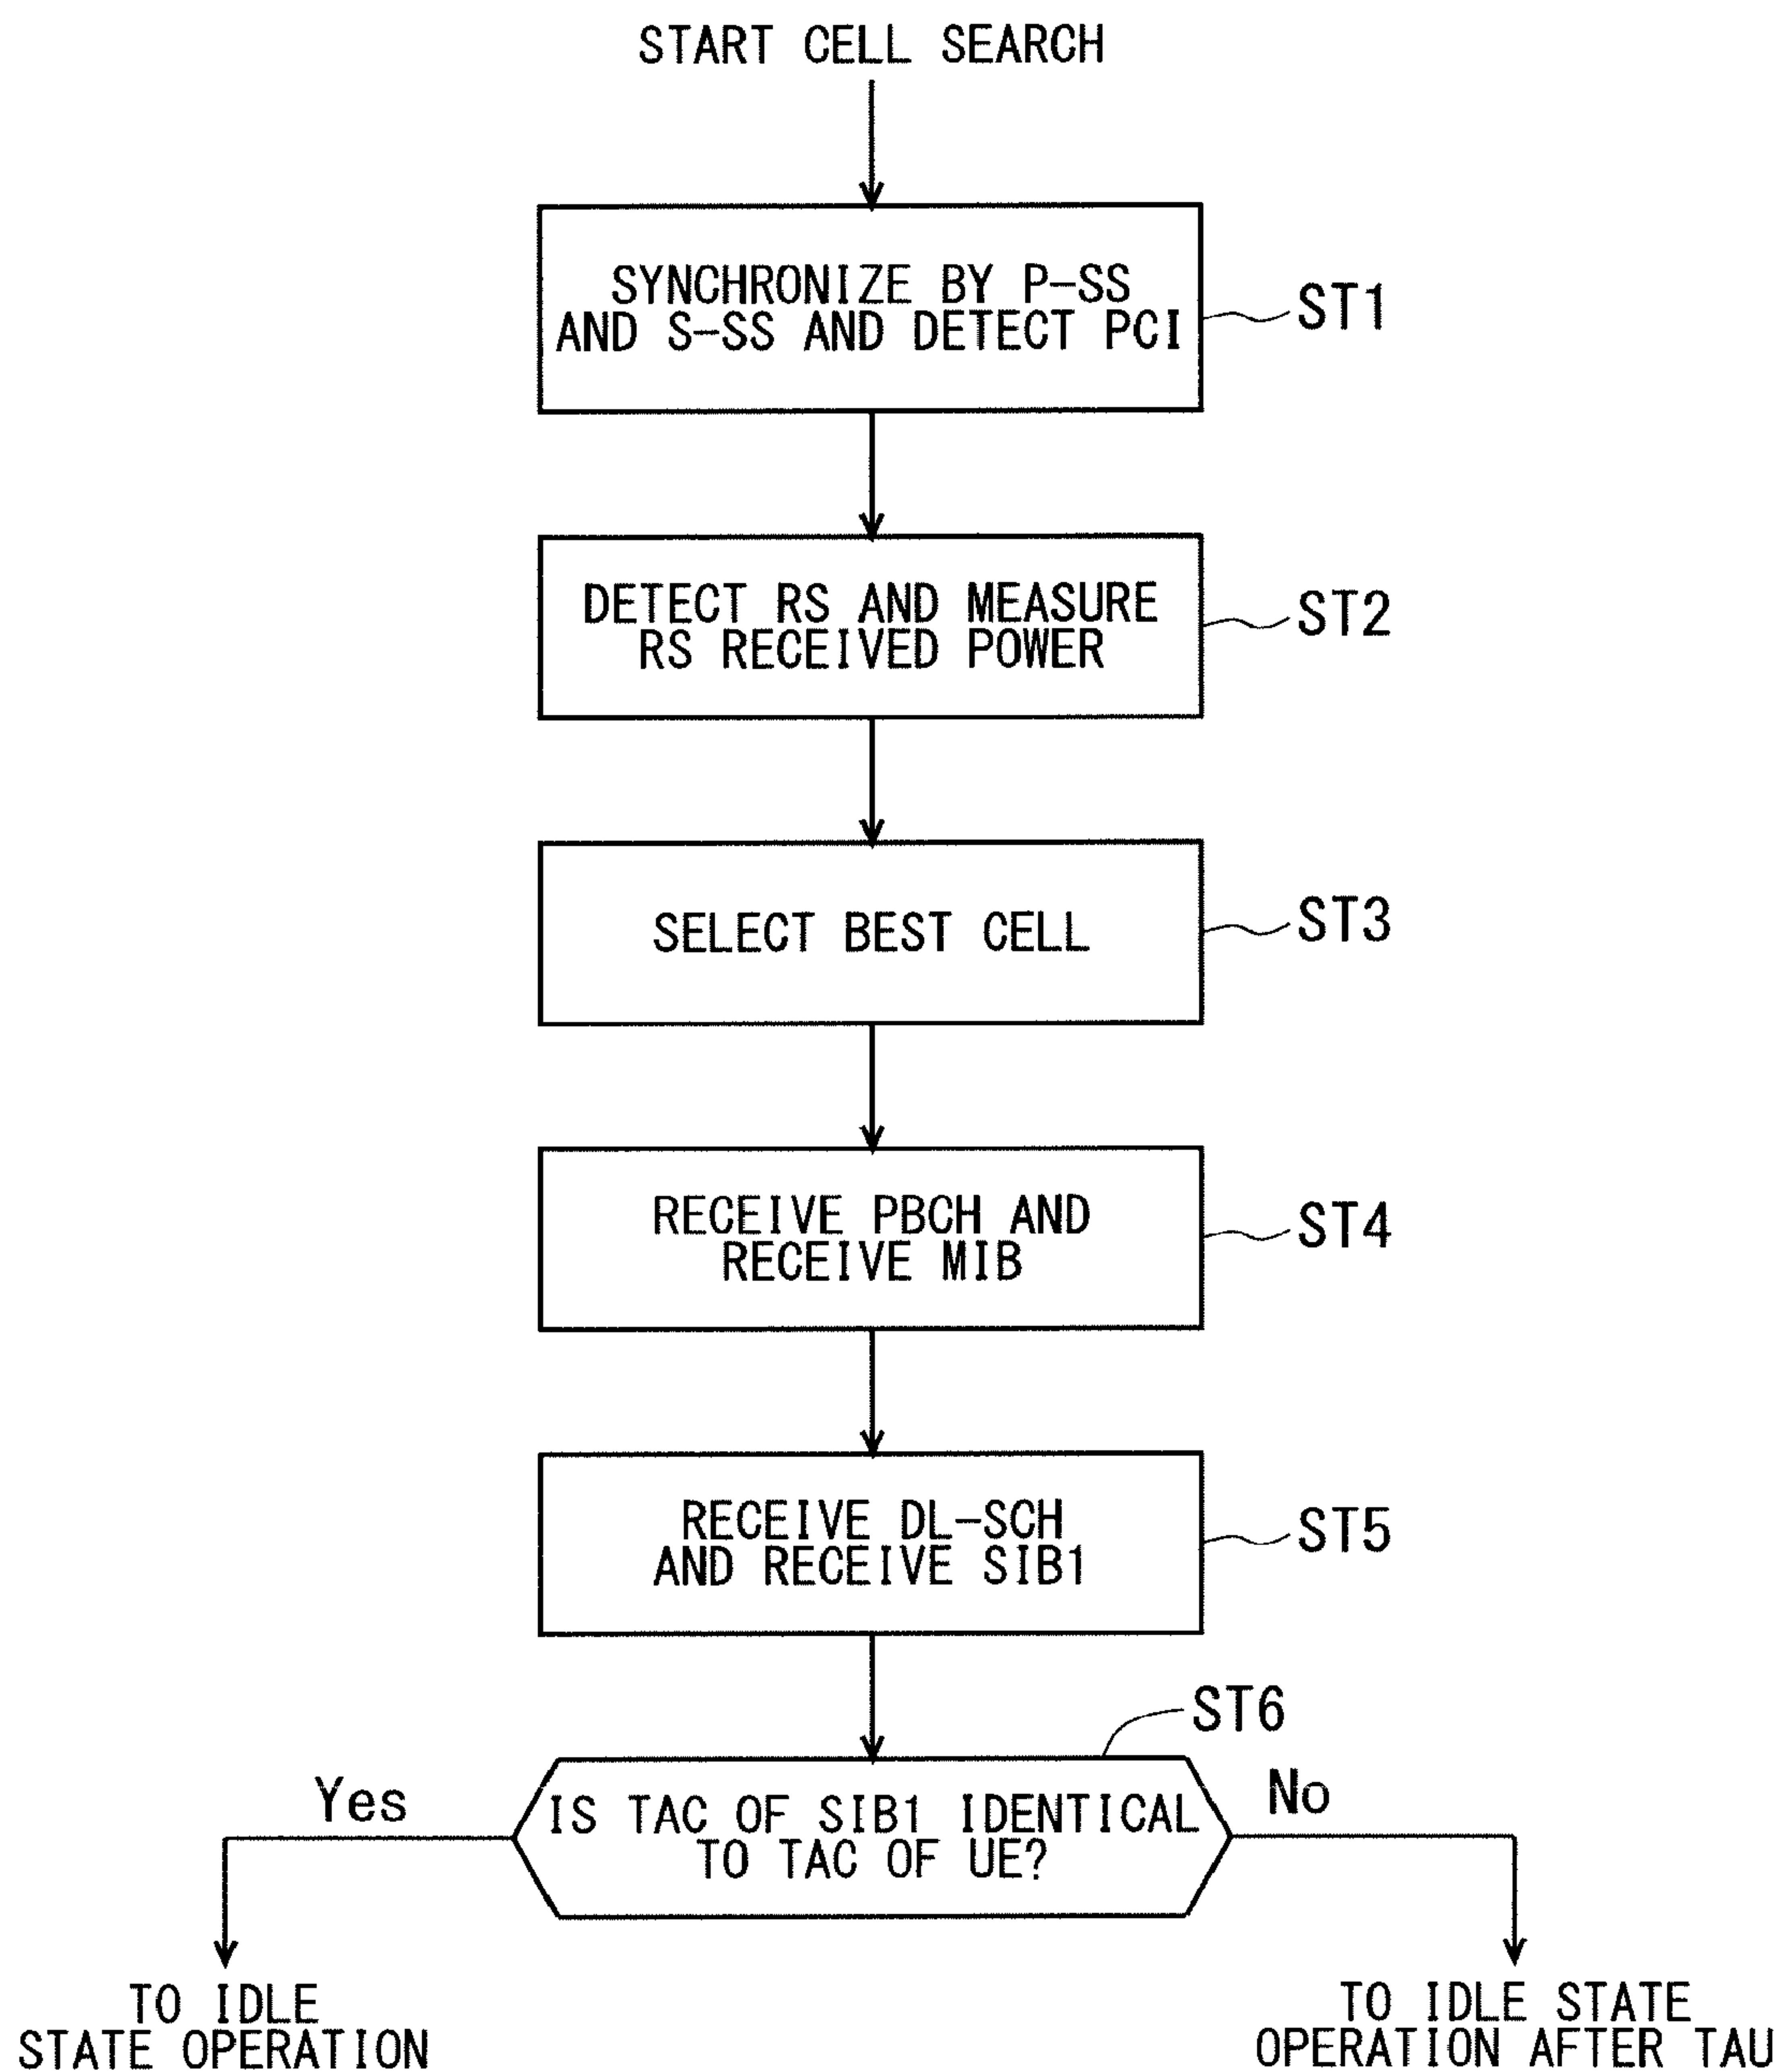 START CELL SEARCH
SYNCHRONIZE BY P-SS
AND S-SS AND DETECT PCI
ST1
DETECT RS AND MEASURE
RS RECEIVED POWER
ST2
SELECT BEST CELL
ST3
RECEIVE PBCH AND
RECEIVE MIB
ST4
RECEIVE DL-SCH
AND RECEIVE SIB1
ST5
ST6
Yes
IS TAC OF SIB1 IDENTICAL
TO TAC OF UE?
No
TO IDLE
STATE OPERATION
TO IDLE STATE
OPERATION AFTER TAU